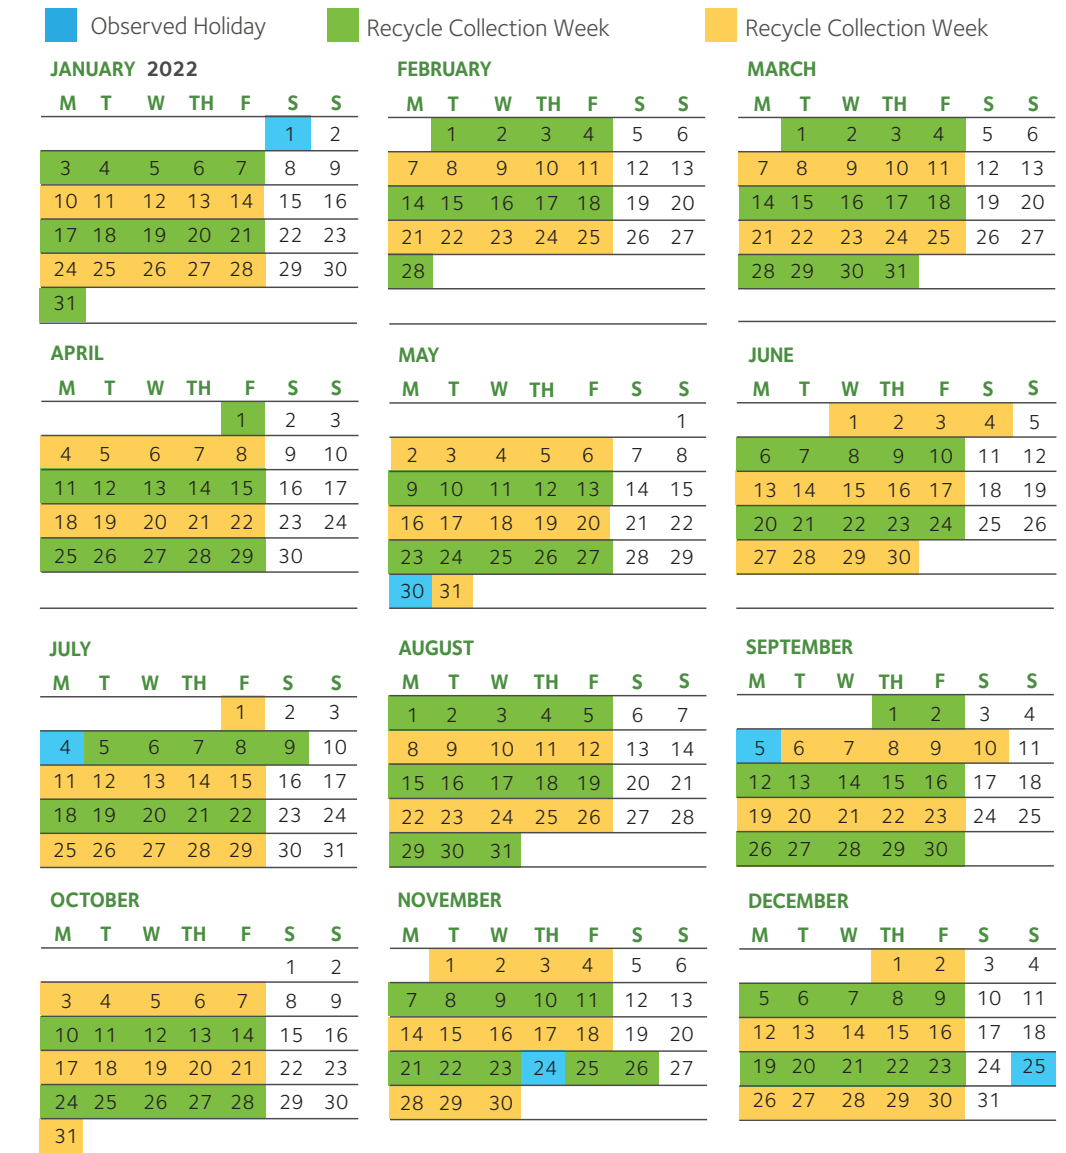 Observed Holiday Recycle Collection Week Recycle Collection Week
JANUARY 2022 FEBRUARY MARCH
M T W TH F S S M T W TH F S S M T W TH F S S
1 2 1 2 3 4 5 6 1 2 3 4 5 6
3 4 5 6 7 8 9 7 8 9 10 11 12 13 7 8 9 10 11 12 13
10 11 12 13 14 15 16 14 15 16 17 18 19 20 14 15 16 17 18 19 20
17 18 19 20 21 22 23 21 22 23 24 25 26 27 21 22 23 24 25 26 27
24 25 26 27 28 29 30 28 28 29 30 31
31
APRIL MAY JUNE
M T W TH F S S M T W TH F S S M T W TH F S S
1 2 3 1 1 2 3 4 5
4 5 6 7 8 9 10 2 3 4 5 6 7 8 6 7 8 9 10 11 12
11 12 13 14 15 16 17 9 10 11 12 13 14 15 13 14 15 16 17 18 19
18 19 20 21 22 23 24 16 17 18 19 20 21 22 20 21 22 23 24 25 26
25 26 27 28 29 30 23 24 25 26 27 28 29 27 28 29 30
30 31
JULY AUGUST SEPTEMBER
M T W TH F S S M T W TH F S S M T W TH F S S
1 2 3 1 2 3 4 5 6 7 1 2 3 4
4 5 6 7 8 9 10 8 9 10 11 12 13 14 5 6 7 8 9 10 11
11 12 13 14 15 16 17 15 16 17 18 19 20 21 12 13 14 15 16 17 18
18 19 20 21 22 23 24 22 23 24 25 26 27 28 19 20 21 22 23 24 25
25 26 27 28 29 30 31 29 30 31 26 27 28 29 30
OCTOBER NOVEMBER DECEMBER
M T W TH F S S M T W TH F S S M T W TH F S S
1 2 1 2 3 4 5 6 1 2 3 4
3 4 5 6 7 8 9 7 8 9 10 11 12 13 5 6 7 8 9 10 11
10 11 12 13 14 15 16 14 15 16 17 18 19 20 12 13 14 15 16 17 18
17 18 19 20 21 22 23 21 22 23 24 25 26 27 19 20 21 22 23 24 25
24 25 26 27 28 29 30 28 29 30 26 27 28 29 30 31
31